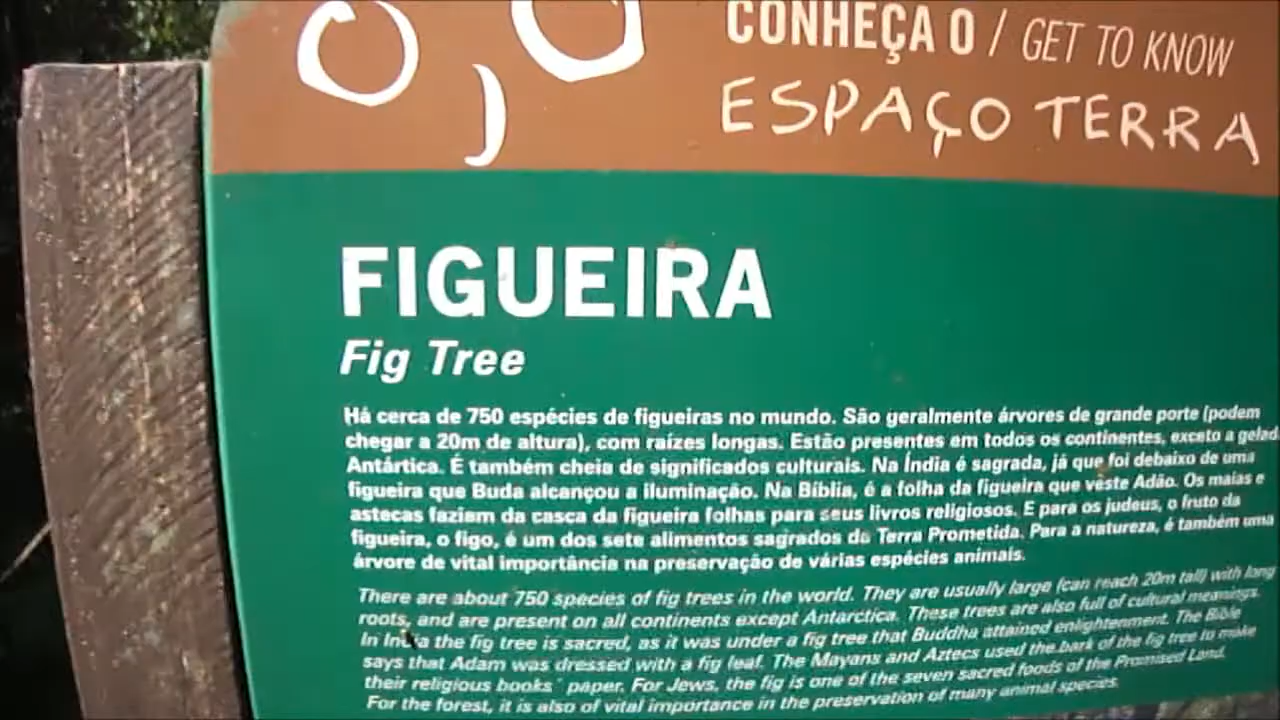 CONHEÇA O / GET TO KNOW
ESPAÇO TERRA
FIGUEIRA
Fig Tree
Há cerca de 750 espécies de figueiras no mundo. São geralmente árvores de grande porte (podem
chegar a 20m de altura), com raízes longas. Estão presentes em todos os continentes, exceto a gelad
Antártica. É também cheia de significados culturais. Na Índia é sagrada, já que foi debaixo de uma
figueira que Buda alcançou a iluminação. Na Bíblia, é a folha da figueira que veste Adão. Os maias e
astecas faziam da casca da figueira folhas para seus livros religiosos. E para os judeus, o fruto da
figueira, o figo, é um dos sete alimentos sagrados da Terra Prometida. Para a natureza, é também uma
árvore de vital importância na preservação de várias espécies animais.
There are about 750 species of fig trees in the world. They are usually large (can reach 20m tall) with long
roots, and are present on all continents except Antarctica. These trees are also full of cultural meanings.
In India the fig tree is sacred, as it was under a fig tree that Buddha attained enlightenment. The Bible
says that Adam was dressed with a fig leaf. The Mayans and Aztecs used the bark of the fig tree to make
their religious books' paper. For Jews, the fig is one of the seven sacred foods of the Promised Land.
For the forest, it is also of vital importance in the preservation of many animal species.